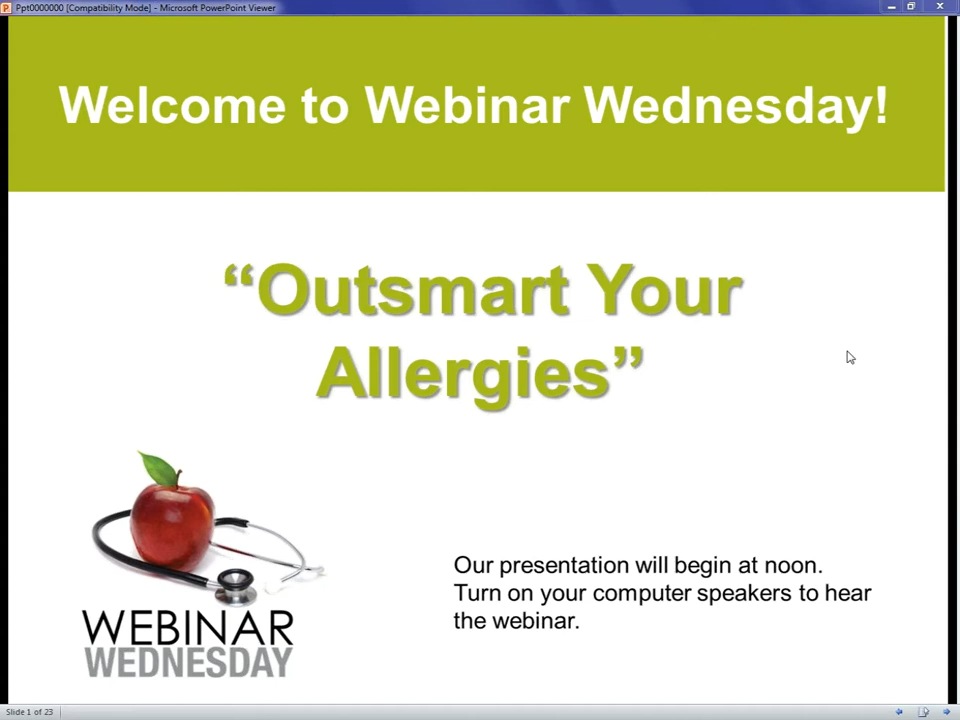 Ppt0000000 [Compatibility Mode] - Microsoft PowerPoint Viewer
Welcome to Webinar Wednesday!
“Outsmart Your
Allergies”
Our presentation will begin at noon.
Turn on your computer speakers to hear
the webinar.
WEBINAR
WEDNESDAY
Slide 1 of 23